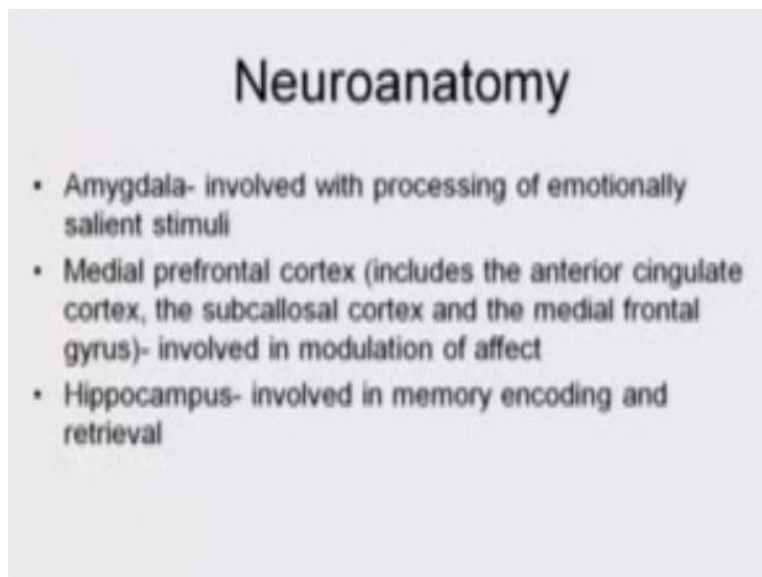 Neuroanatomy
• Amygdala- involved with processing of emotionally
salient stimuli
• Medial prefrontal cortex (includes the anterior cingulate
cortex, the subcallosal cortex and the medial frontal
gyrus)- involved in modulation of affect
• Hippocampus- involved in memory encoding and
retrieval